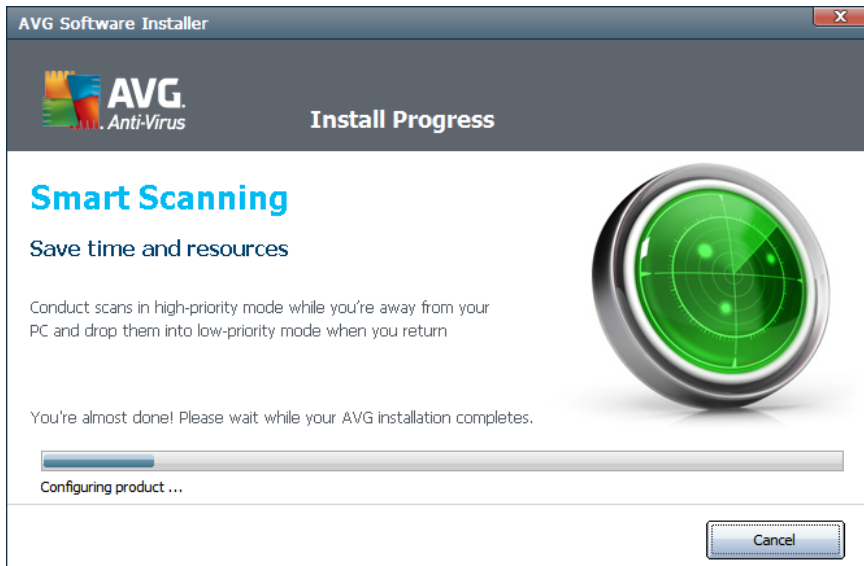 AVG Software Installer
AVG.
Anti-Virus
Install Progress
Smart Scanning
Save time and resources
Conduct scans in high-priority mode while you're away from your
PC and drop them into low-priority mode when you return
You're almost done! Please wait while your AVG installation completes.
Configuring product ...
Cancel